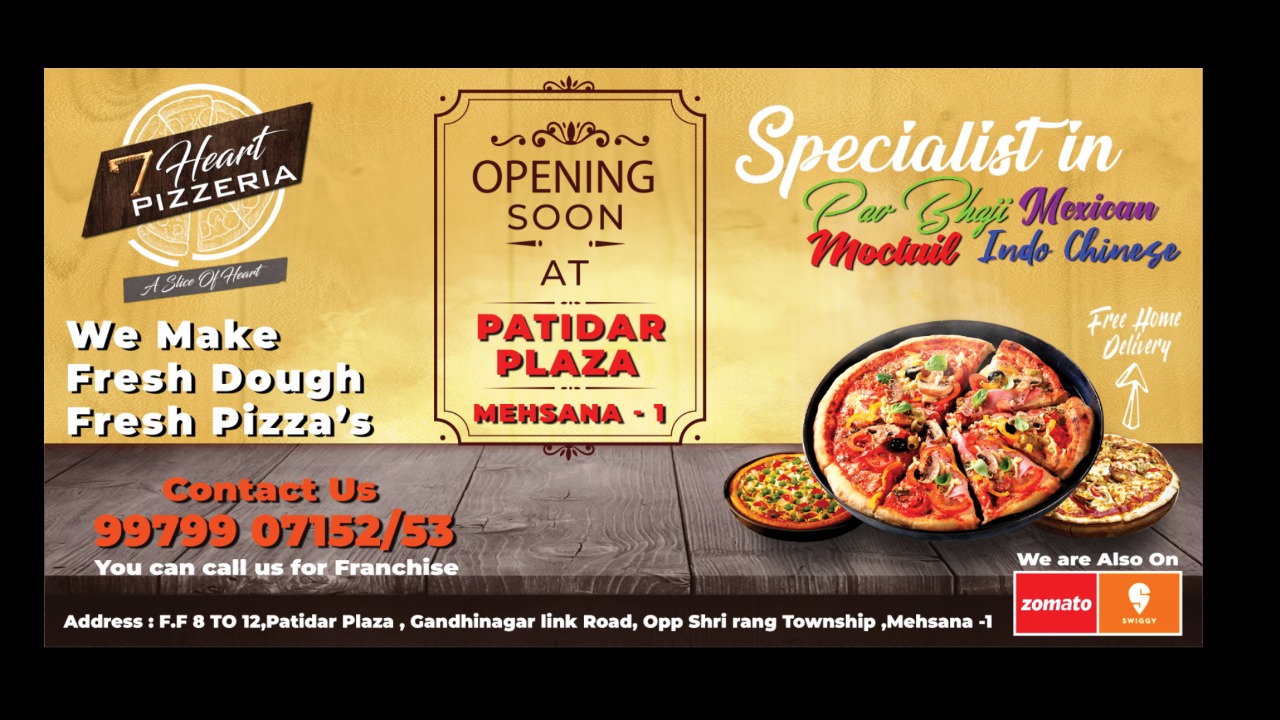 7 Heart
PIZZERIA
A Slice Of Heart
We Make
Fresh Dough
Fresh Pizza's
Contact Us
99799 07152/53
You can call us for Franchise
OPENING
SOON
AT
PATIDAR
PLAZA
MEHSANA - 1
Specialist in
Pav Bhaji Mexican
Moctail Indo Chinese
Free Home
Delivery
We are Also On
zomato
SWIGGY
Address : F.F 8 TO 12,Patidar Plaza , Gandhinagar link Road, Opp Shri rang Township ,Mehsana -1